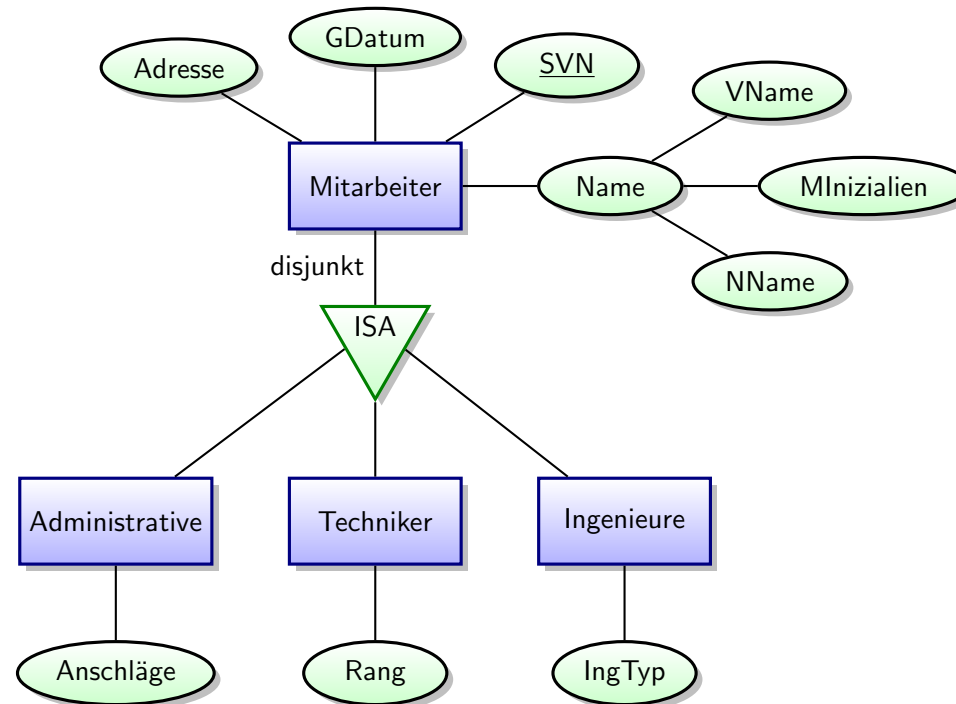 GDatum
Adresse
SVN
VName
Mitarbeiter
Name
MInizialien
disjunkt
NName
ISA
Administrative
Techniker
Ingenieure
Anschläge
Rang
IngTyp